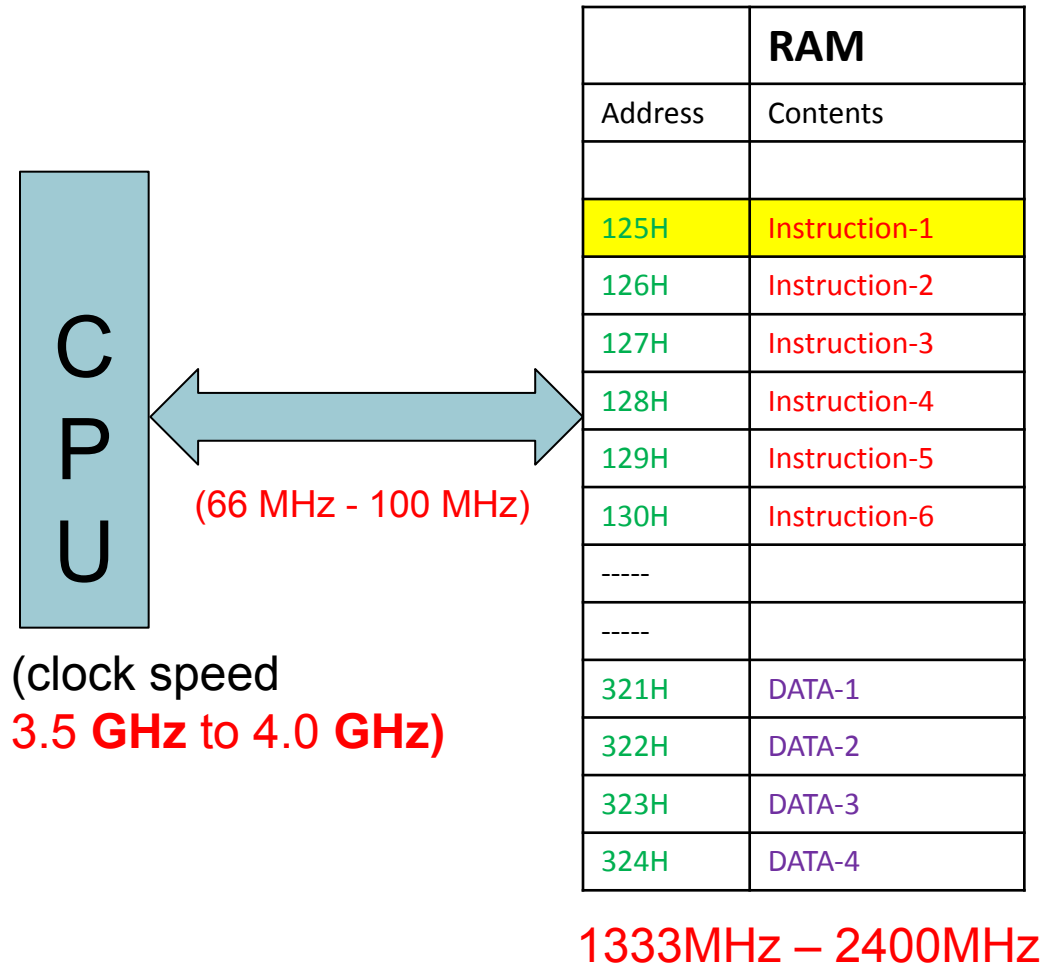 C
P
U
(clock speed
3.5 GHz to 4.0 GHz)
(66 MHz - 100 MHz)
RAM
Address Contents
125H Instruction-1
126H Instruction-2
127H Instruction-3
128H Instruction-4
129H Instruction-5
130H Instruction-6
-----
-----
321H DATA-1
322H DATA-2
323H DATA-3
324H DATA-4
1333MHz – 2400MHz